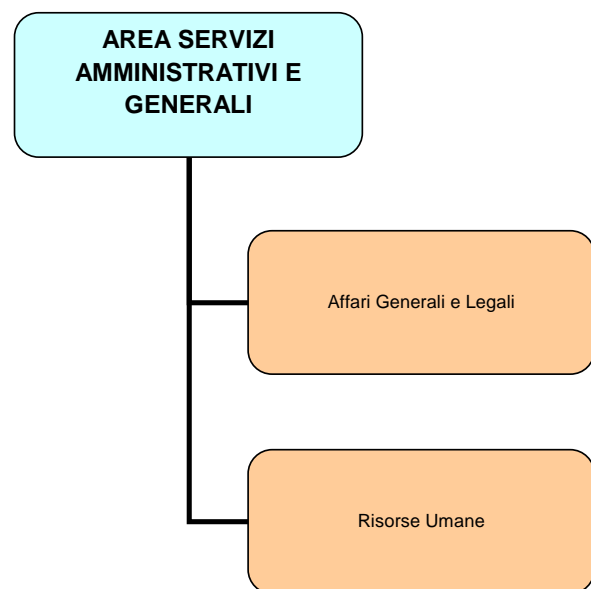 AREA SERVIZI
AMMINISTRATIVI E
GENERALI
Affari Generali e Legali
Risorse Umane